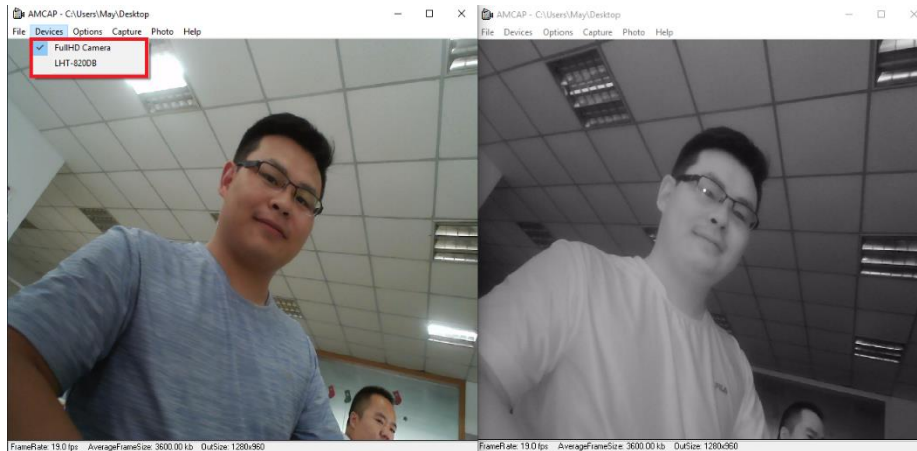 AMCAP - C:\Users\May\Desktop
File Devices Options Capture Photo Help
FullHD Camera
LHT-820DB
FrameRate: 19.0 fps AverageFrameSize: 3600.00 kb OutSize: 1280x960
AMCAP - C:\Users\May\Desktop
File Devices Options Capture Photo Help
FILA
FrameRate: 19.0 fps AverageFrameSize: 3600.00 kb OutSize: 1280x960